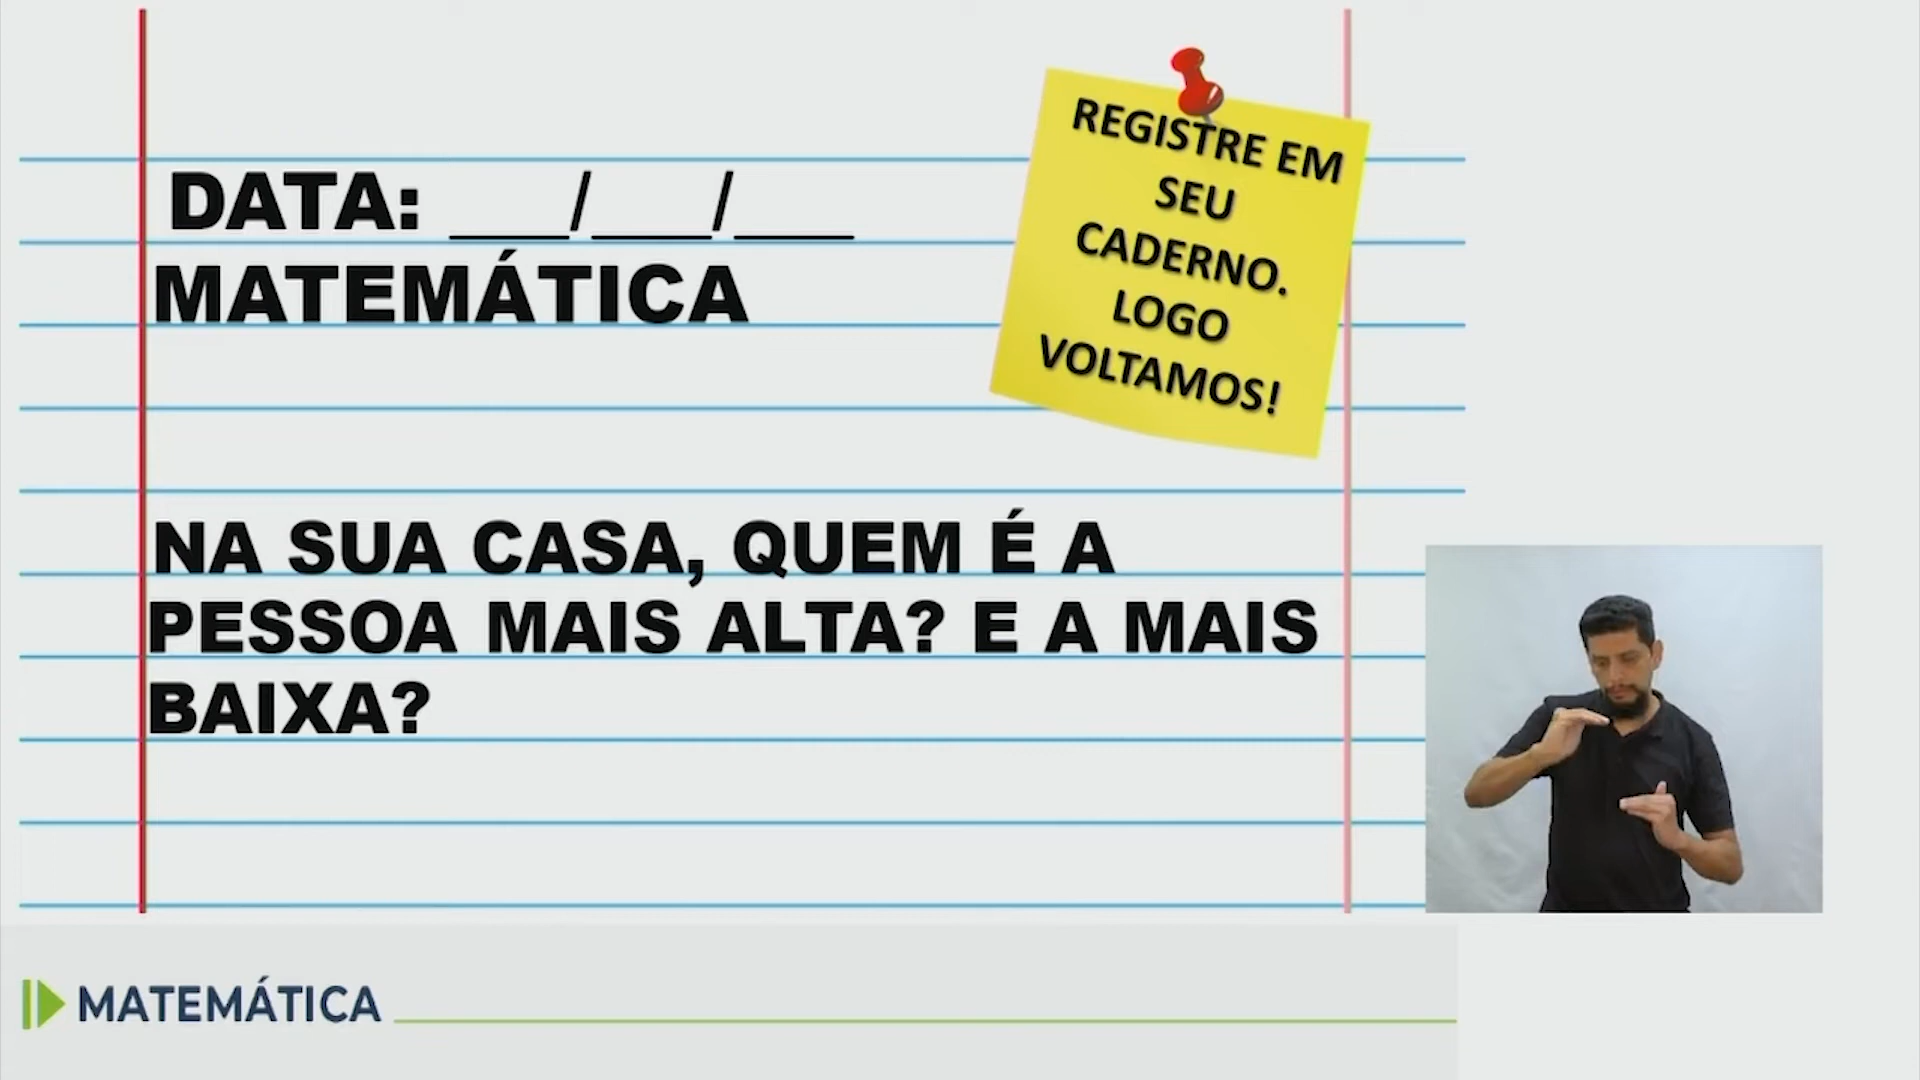 DATA: ___/___/___
MATEMÁTICA
REGISTRE EM
SEU
CADERNO.
LOGO
VOLTAMOS!
NA SUA CASA, QUEM É A
PESSOA MAIS ALTA? E A MAIS
BAIXA?
MATEMÁTICA